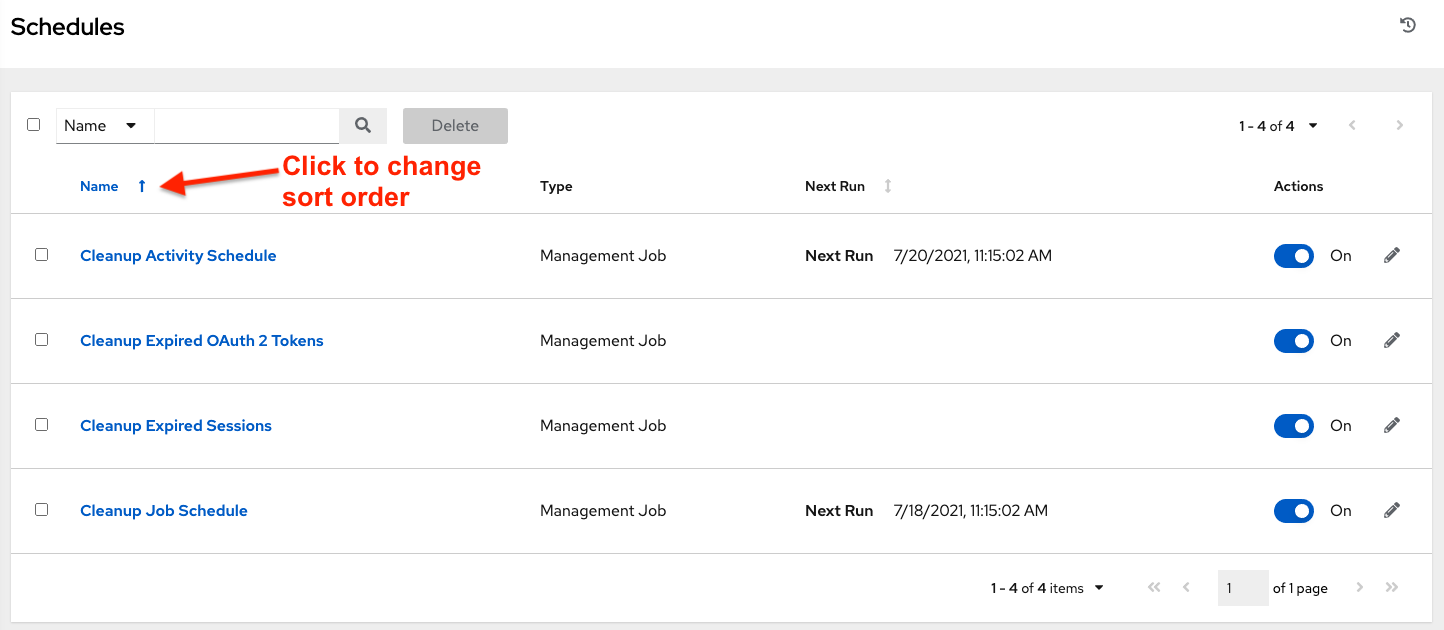 Schedules
Name
Delete
1 - 4 of 4
Click to change
sort order
Name Type Next Run Actions
Cleanup Activity Schedule Management Job Next Run 7/20/2021, 11:15:02 AM On
Cleanup Expired OAuth 2 Tokens Management Job On
Cleanup Expired Sessions Management Job On
Cleanup Job Schedule Management Job Next Run 7/18/2021, 11:15:02 AM On
1 - 4 of 4 items 1 of 1 page